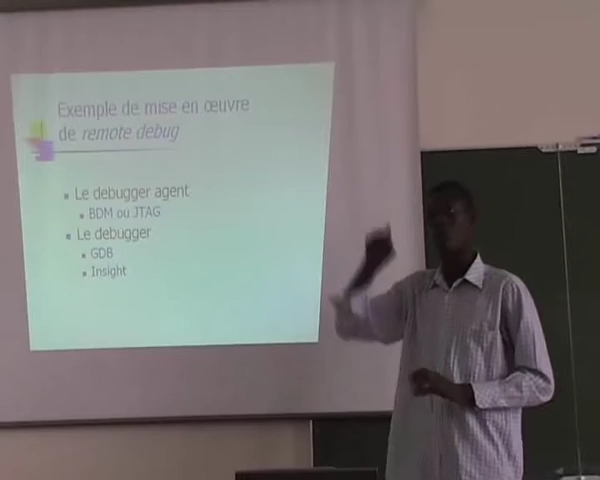 Exemple de mise en œuvre
de remote debug
Le debugger agent
BDM ou JTAG
Le debugger
GDB
Insight